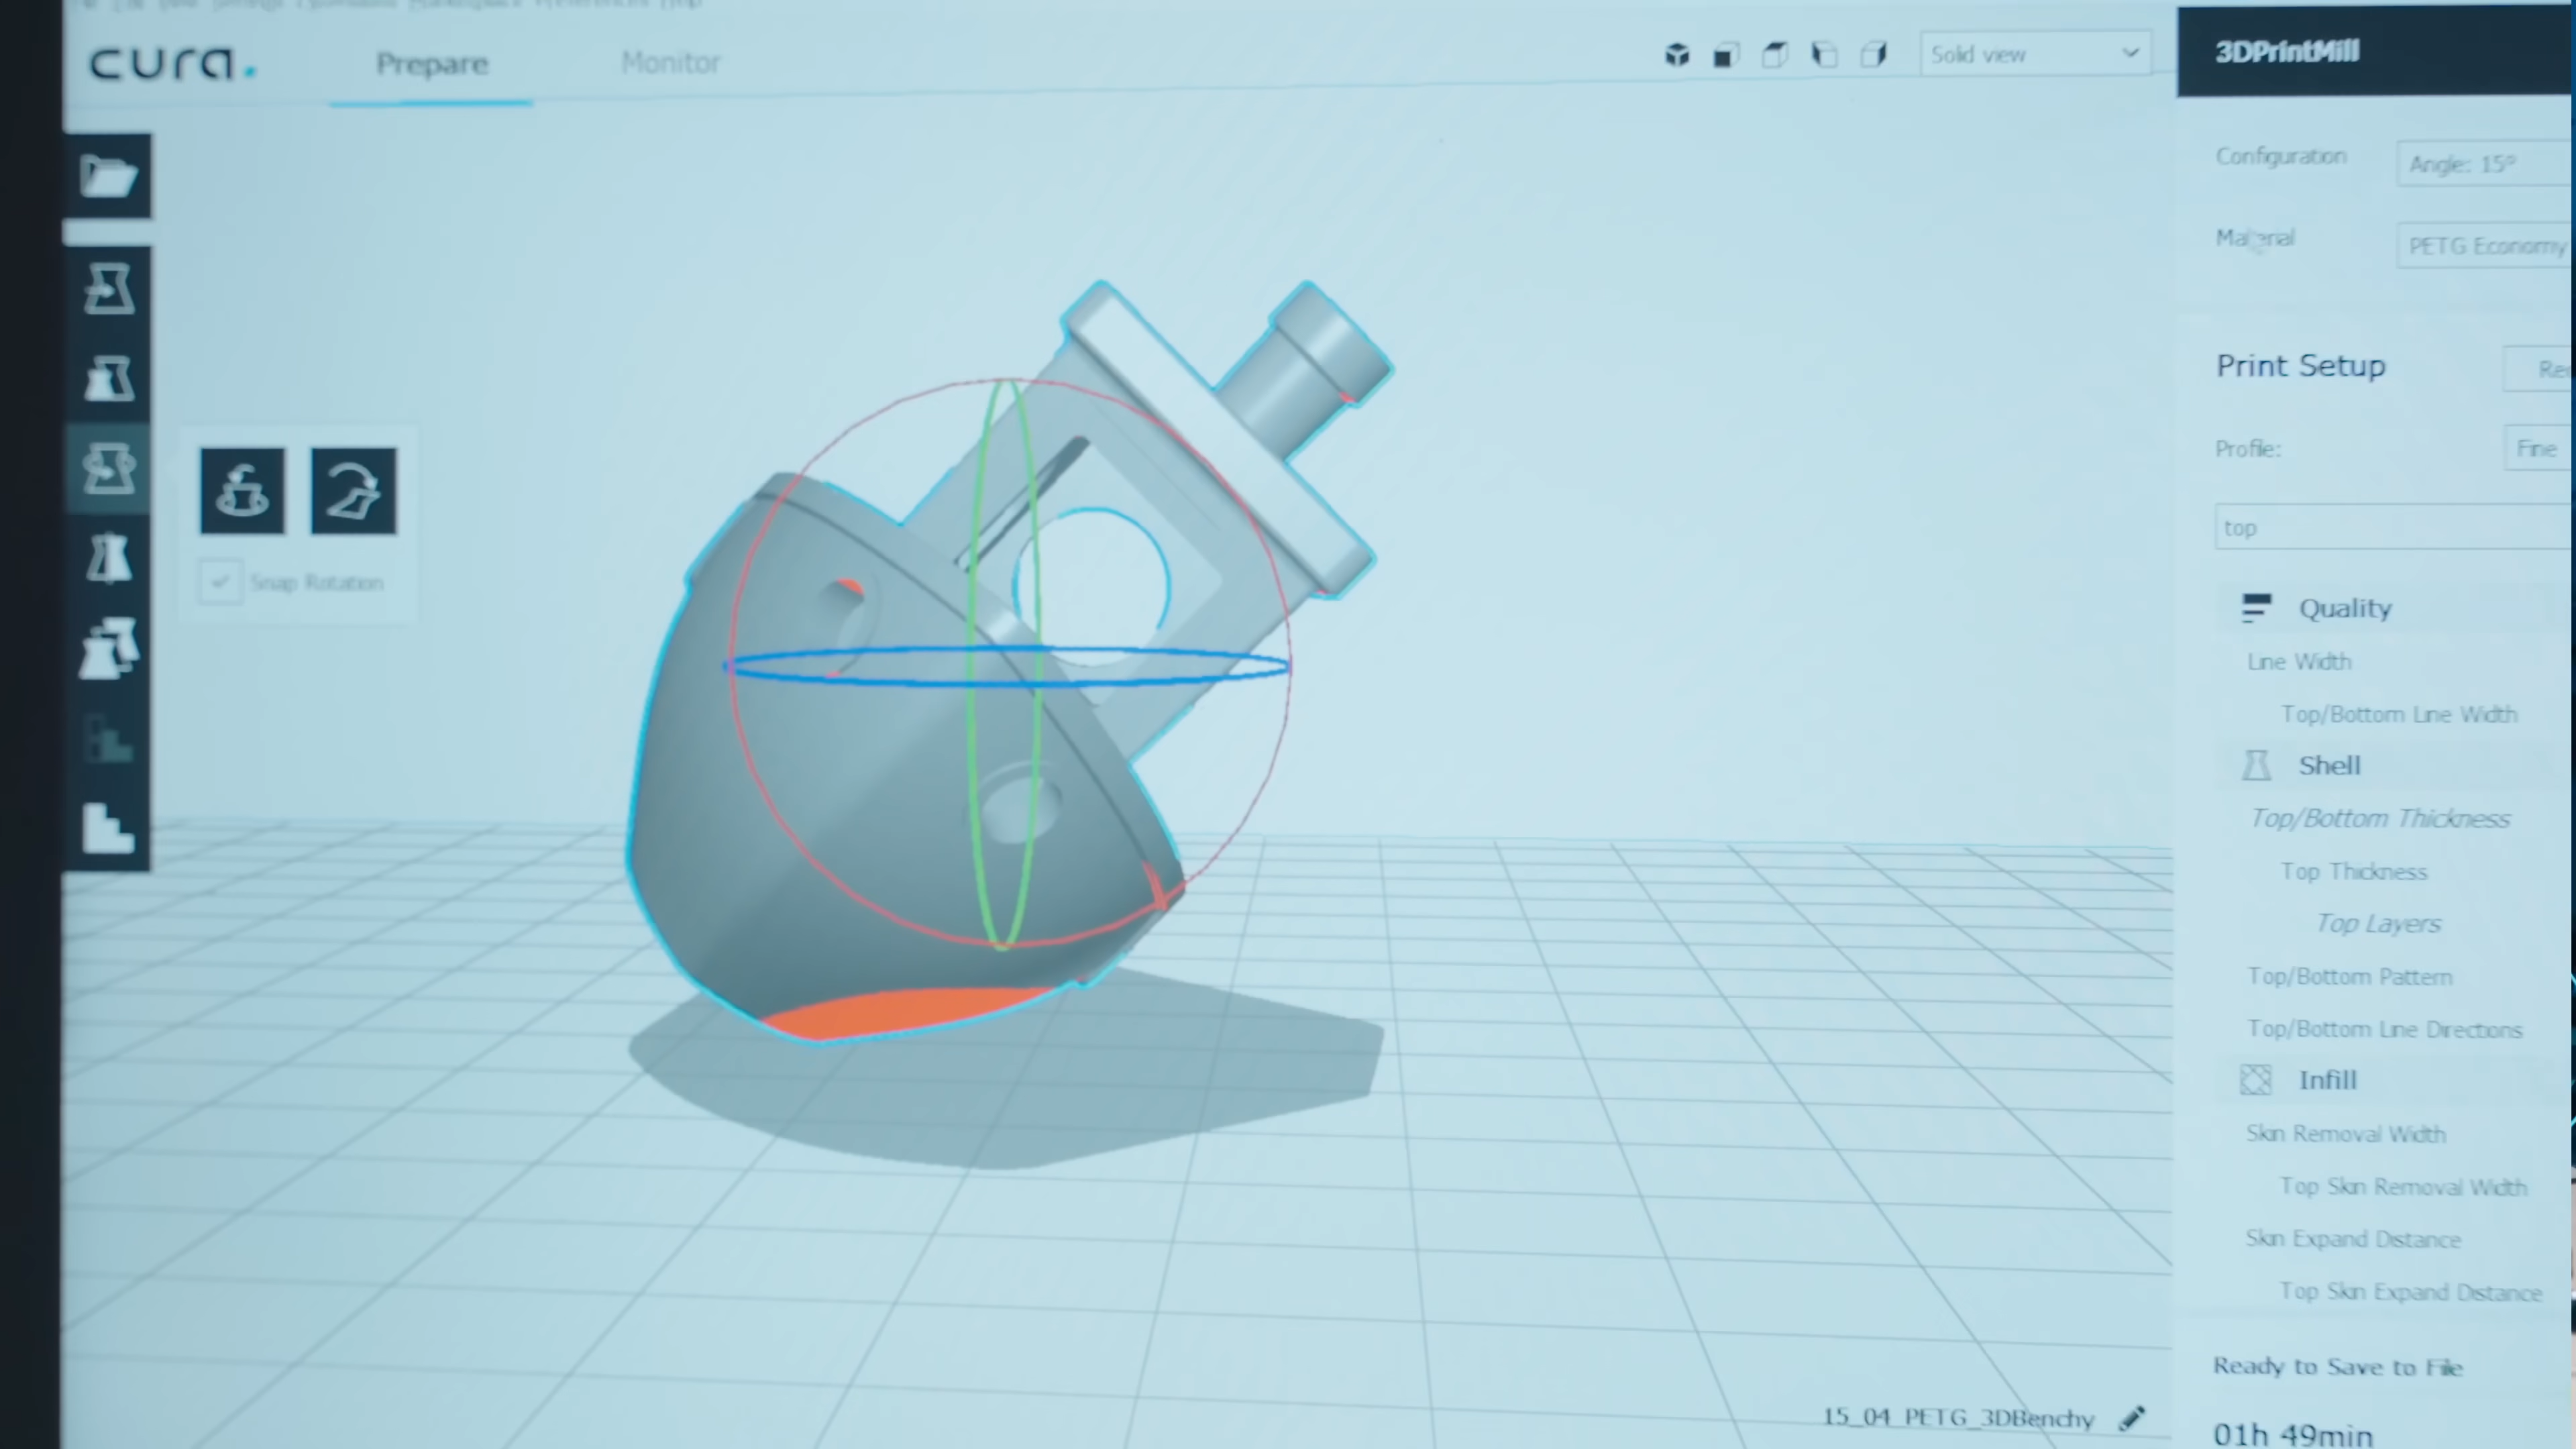 cura.
Prepare
Monitor
Solid view
3DPrintMill
Configuration
Angle: 15°
Material
PETG Economy
Print Setup
Profile:
Fine
Snap Rotation
top
Quality
Line Width
Top/Bottom Line Width
Shell
Top/Bottom Thickness
Top Thickness
Top Layers
Top/Bottom Pattern
Top/Bottom Line Directions
Infill
Skin Removal Width
Top Skin Removal Width
Skin Expand Distance
Top Skin Expand Distance
Ready to Save to File
15_04_PETG_3DBenchy
01h 49min